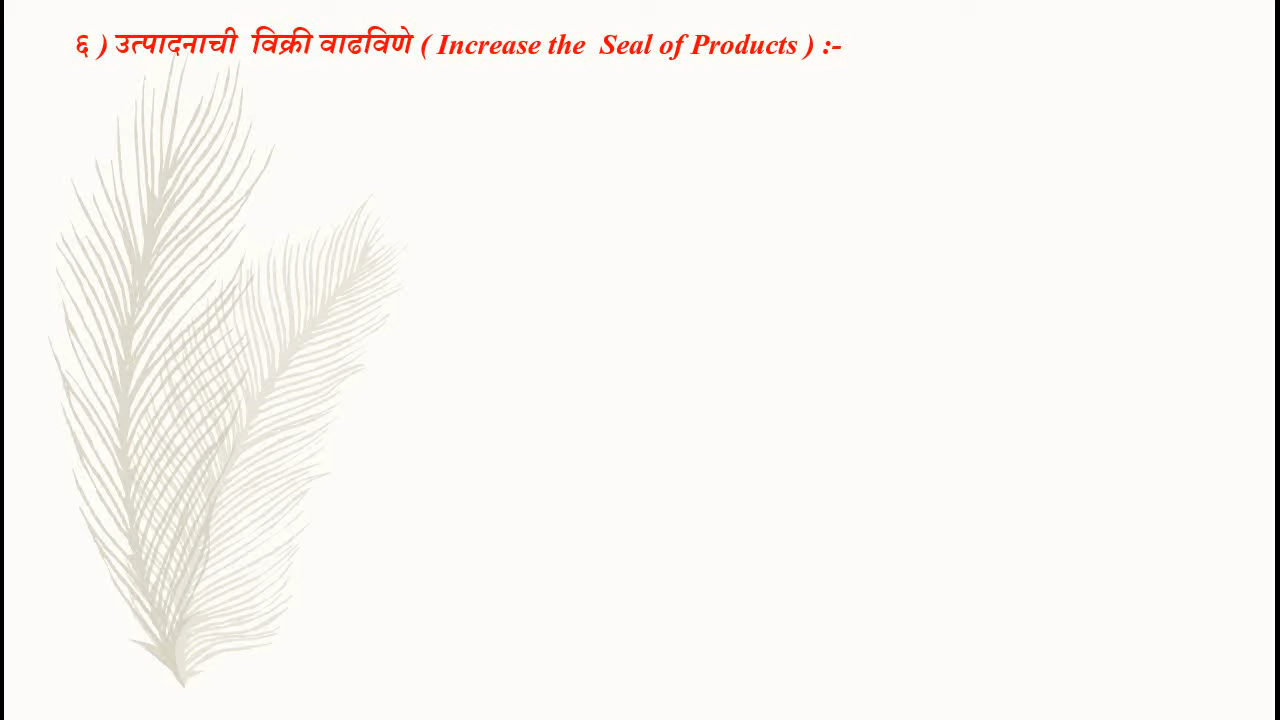 ६ ) उत्पादनाची विक्री वाढविणे ( Increase the Seal of Products ) :-